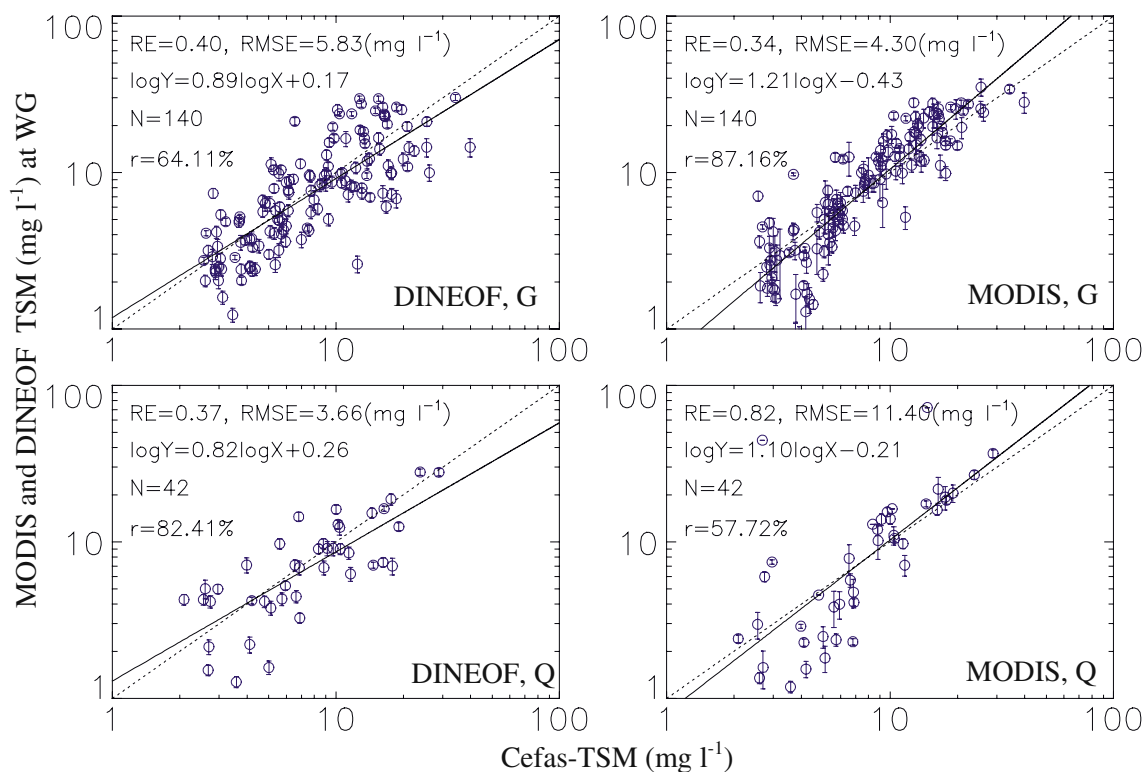 MODIS and DINEOF TSM (mg l-1) at WG
100
10
1
RE=0.40, RMSE=5.83(mg l−1)
logY=0.89logX+0.17
N=140
r=64.11%
DINEOF, G
1 10 100
100
10
1
RE=0.34, RMSE=4.30(mg l−1)
logY=1.21logX−0.43
N=140
r=87.16%
MODIS, G
1 10 100
100
10
1
RE=0.37, RMSE=3.66(mg l−1)
logY=0.82logX+0.26
N=42
r=82.41%
DINEOF, Q
1 10 100
100
10
1
RE=0.82, RMSE=11.40(mg l−1)
logY=1.10logX−0.21
N=42
r=57.72%
MODIS, Q
1 10 100
Cefas-TSM (mg l-1)